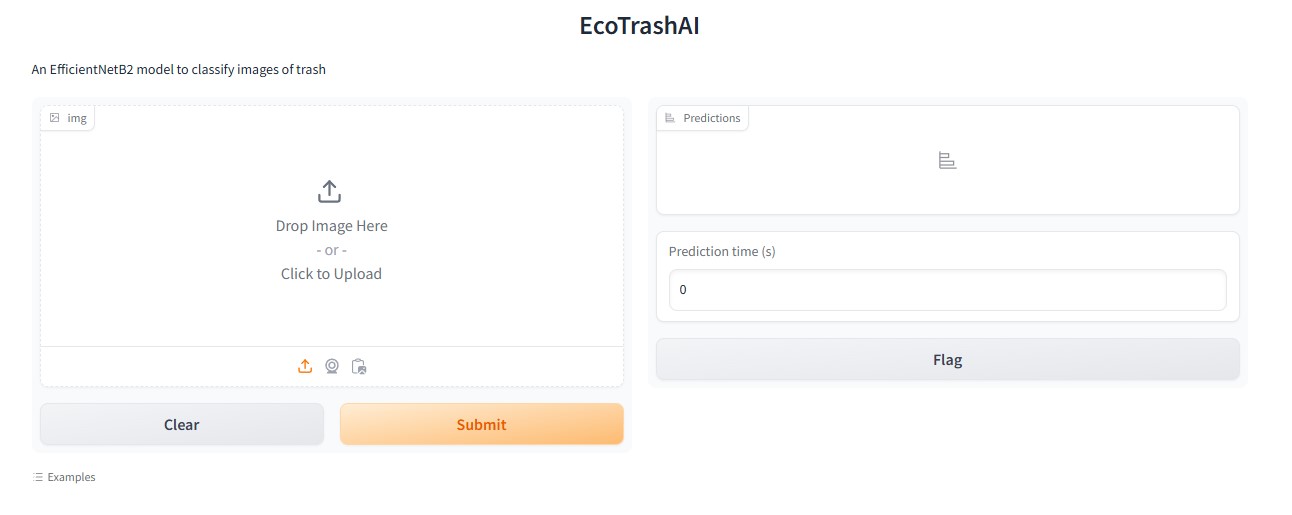 EcoTrashAI
An EfficientNetB2 model to classify images of trash
img
Drop Image Here
- or -
Click to Upload
Clear
Submit
Predictions
Prediction time (s)
0
Flag
Examples